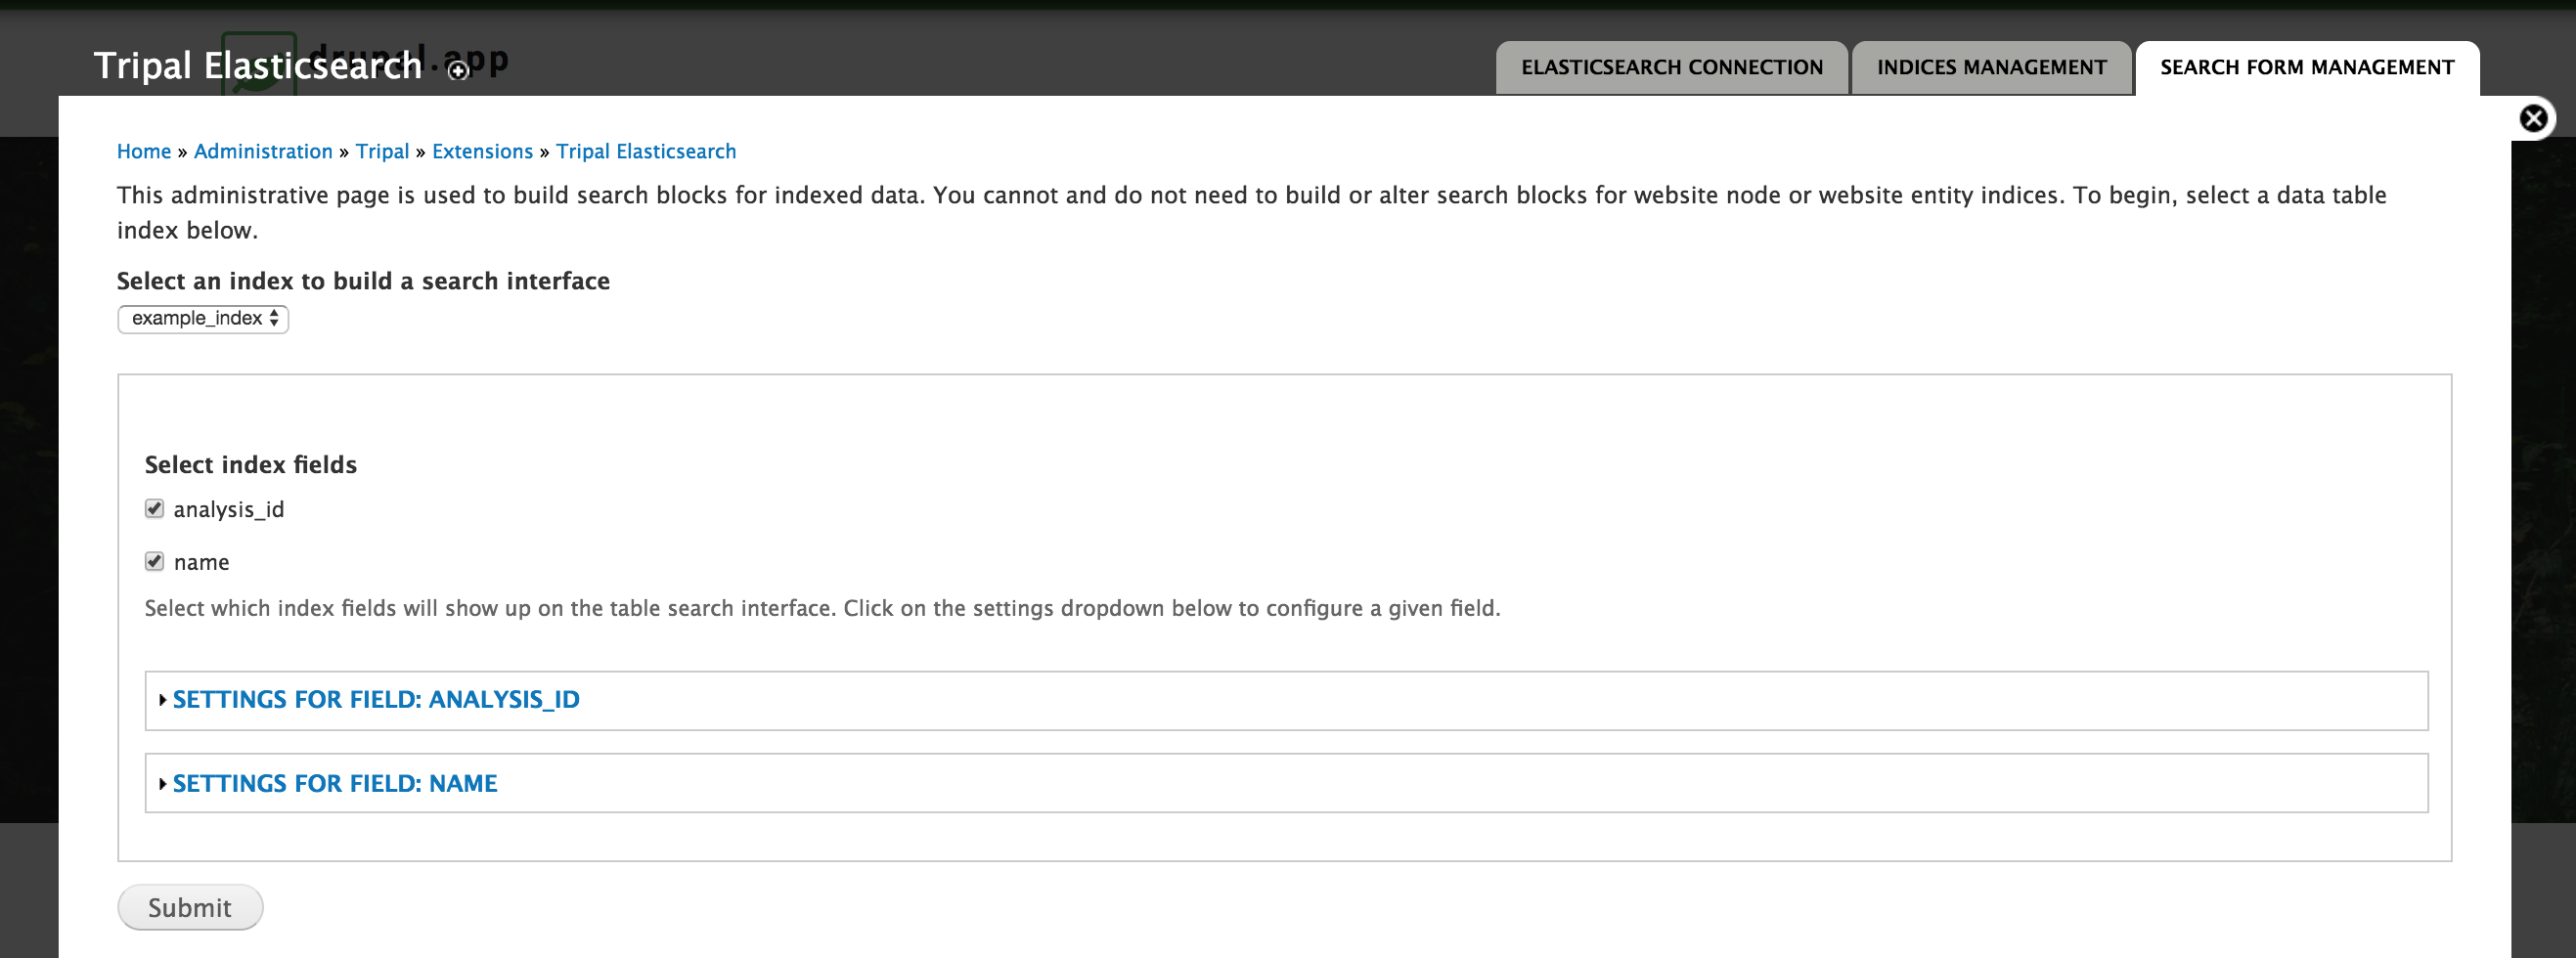 drupal.app
Tripal Elasticsearch
ELASTICSEARCH CONNECTION
INDICES MANAGEMENT
SEARCH FORM MANAGEMENT
Home » Administration » Tripal » Extensions » Tripal Elasticsearch
This administrative page is used to build search blocks for indexed data. You cannot and do not need to build or alter search blocks for website node or website entity indices. To begin, select a data table
index below.
Select an index to build a search interface
example_index
Select index fields
analysis_id
name
Select which index fields will show up on the table search interface. Click on the settings dropdown below to configure a given field.
SETTINGS FOR FIELD: ANALYSIS_ID
SETTINGS FOR FIELD: NAME
Submit